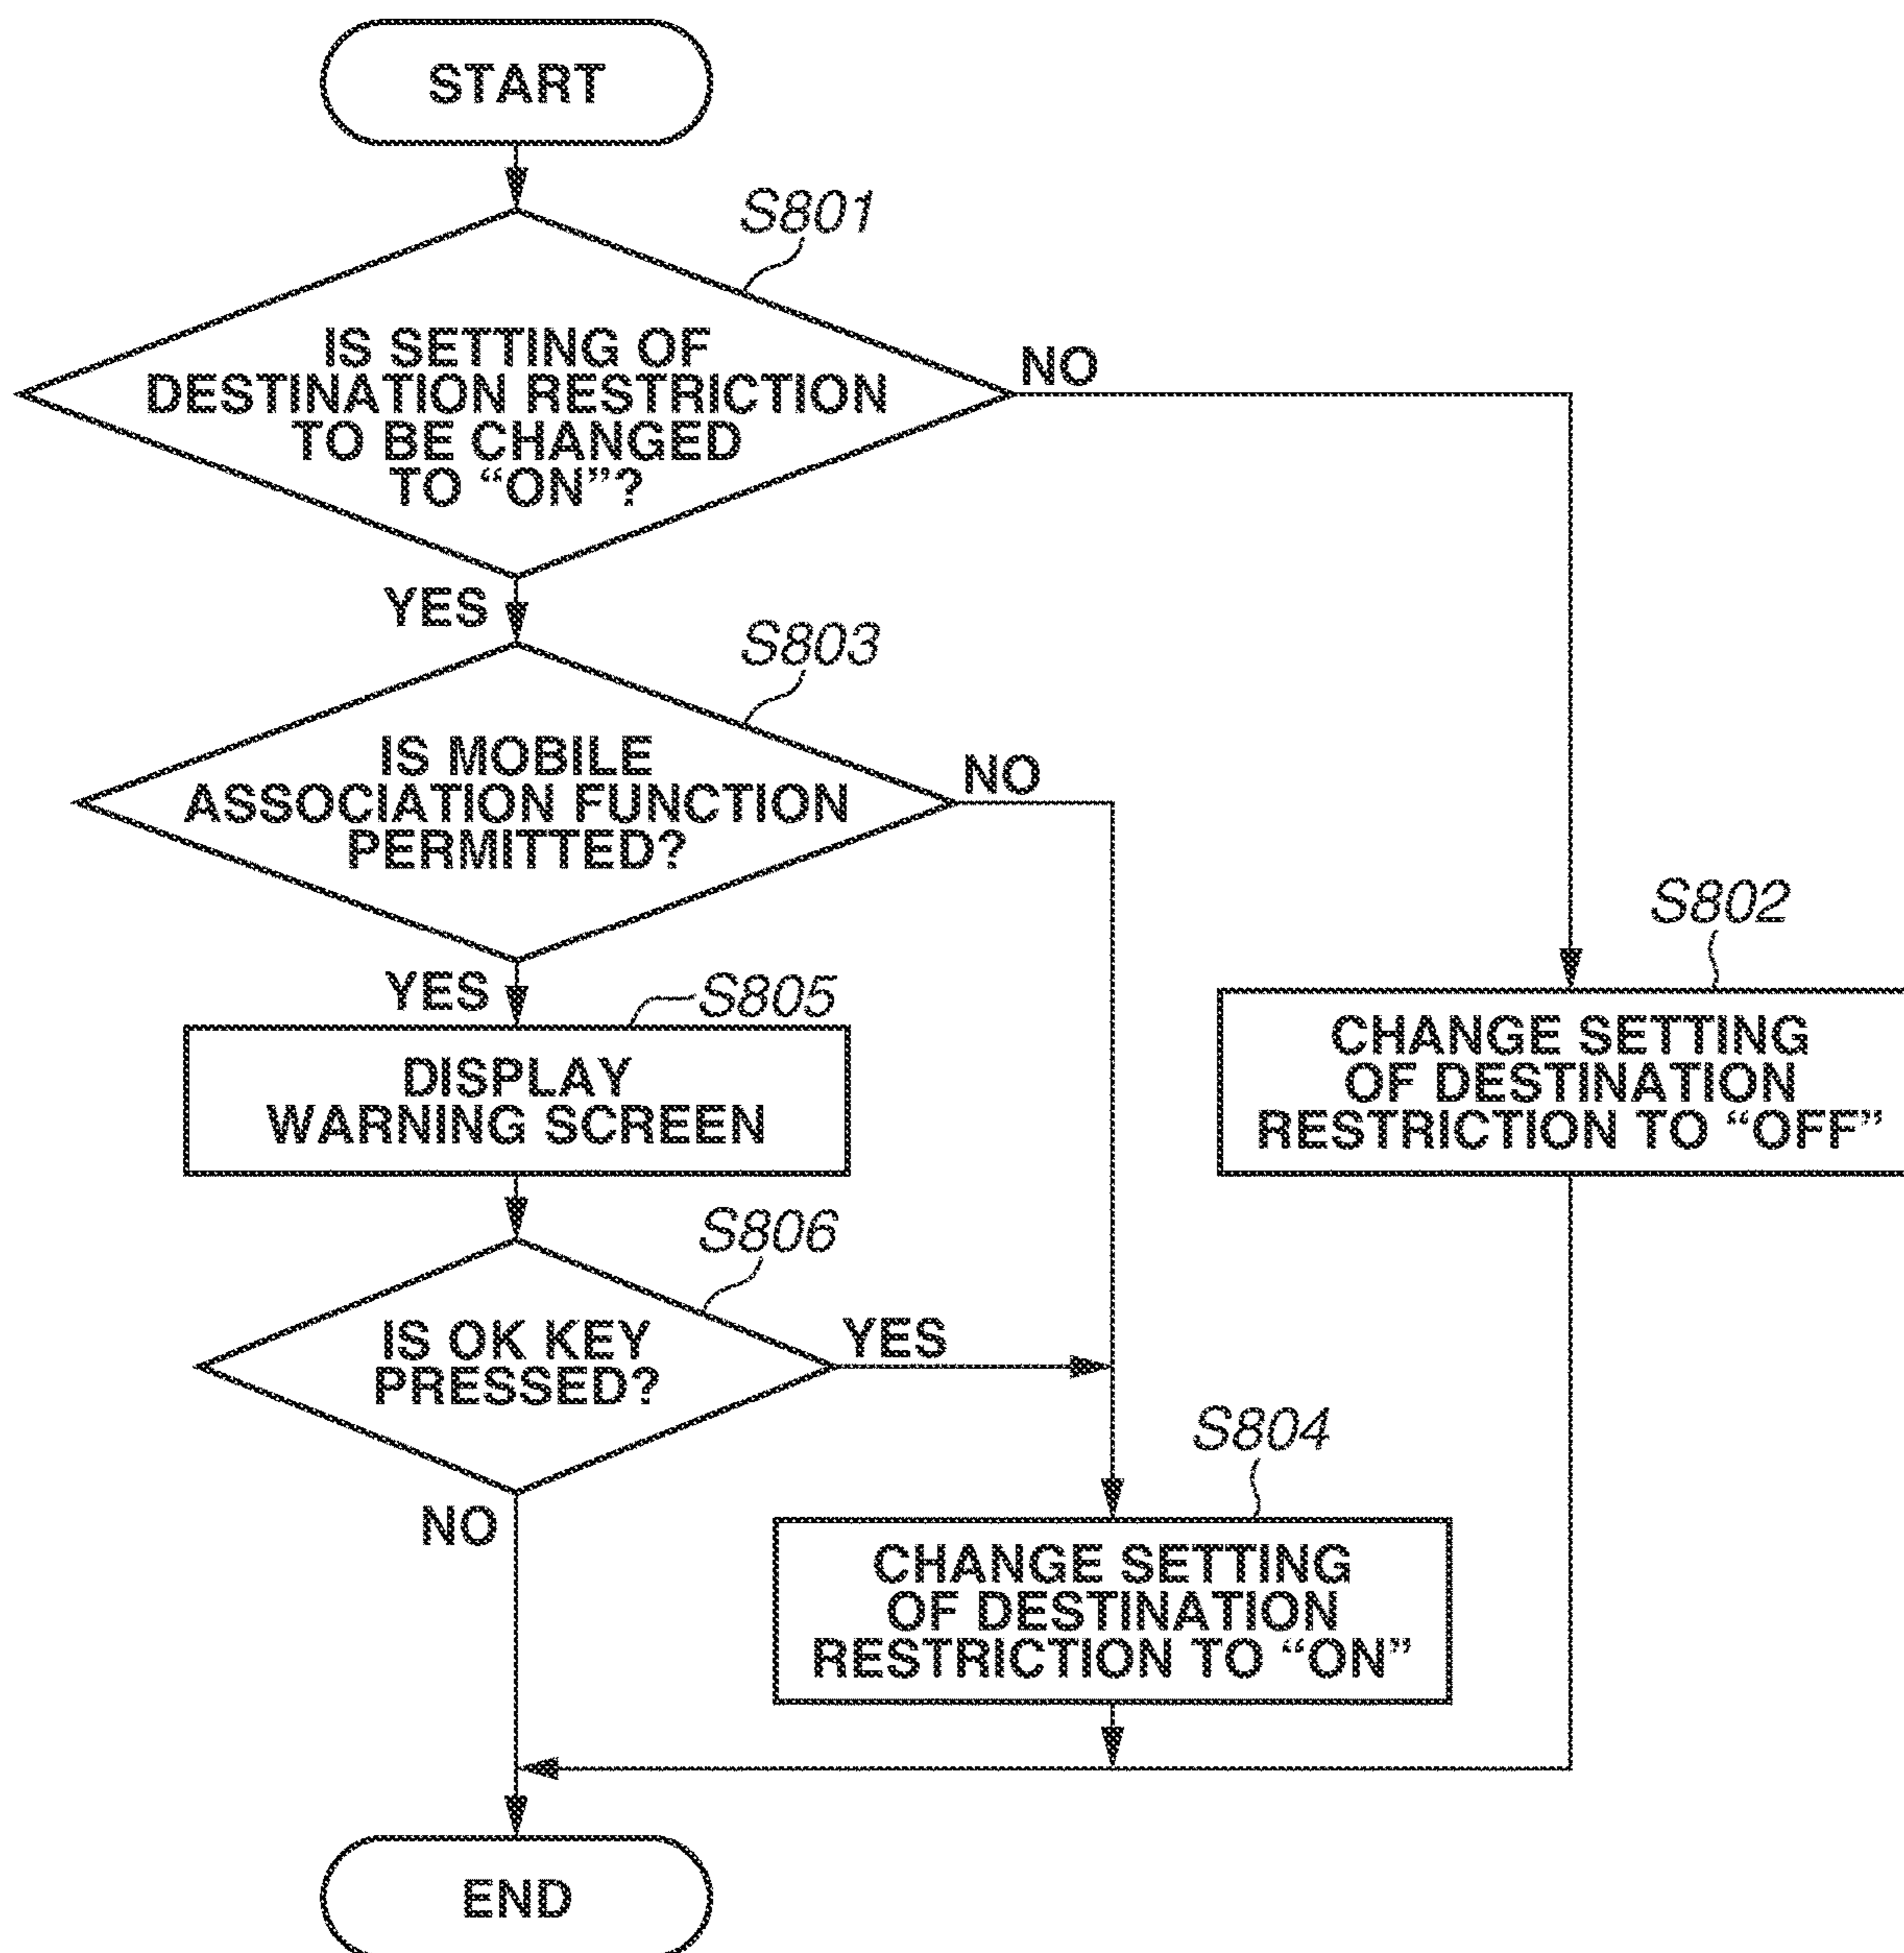 START
S801
IS SETTING OF
DESTINATION RESTRICTION
TO BE CHANGED
TO “ON”?
NO
YES
S803
IS MOBILE
ASSOCIATION FUNCTION
PERMITTED?
NO
YES
S805
DISPLAY
WARNING SCREEN
S802
CHANGE SETTING
OF DESTINATION
RESTRICTION TO “OFF”
S806
IS OK KEY
PRESSED?
YES
NO
S804
CHANGE SETTING
OF DESTINATION
RESTRICTION TO “ON”
END